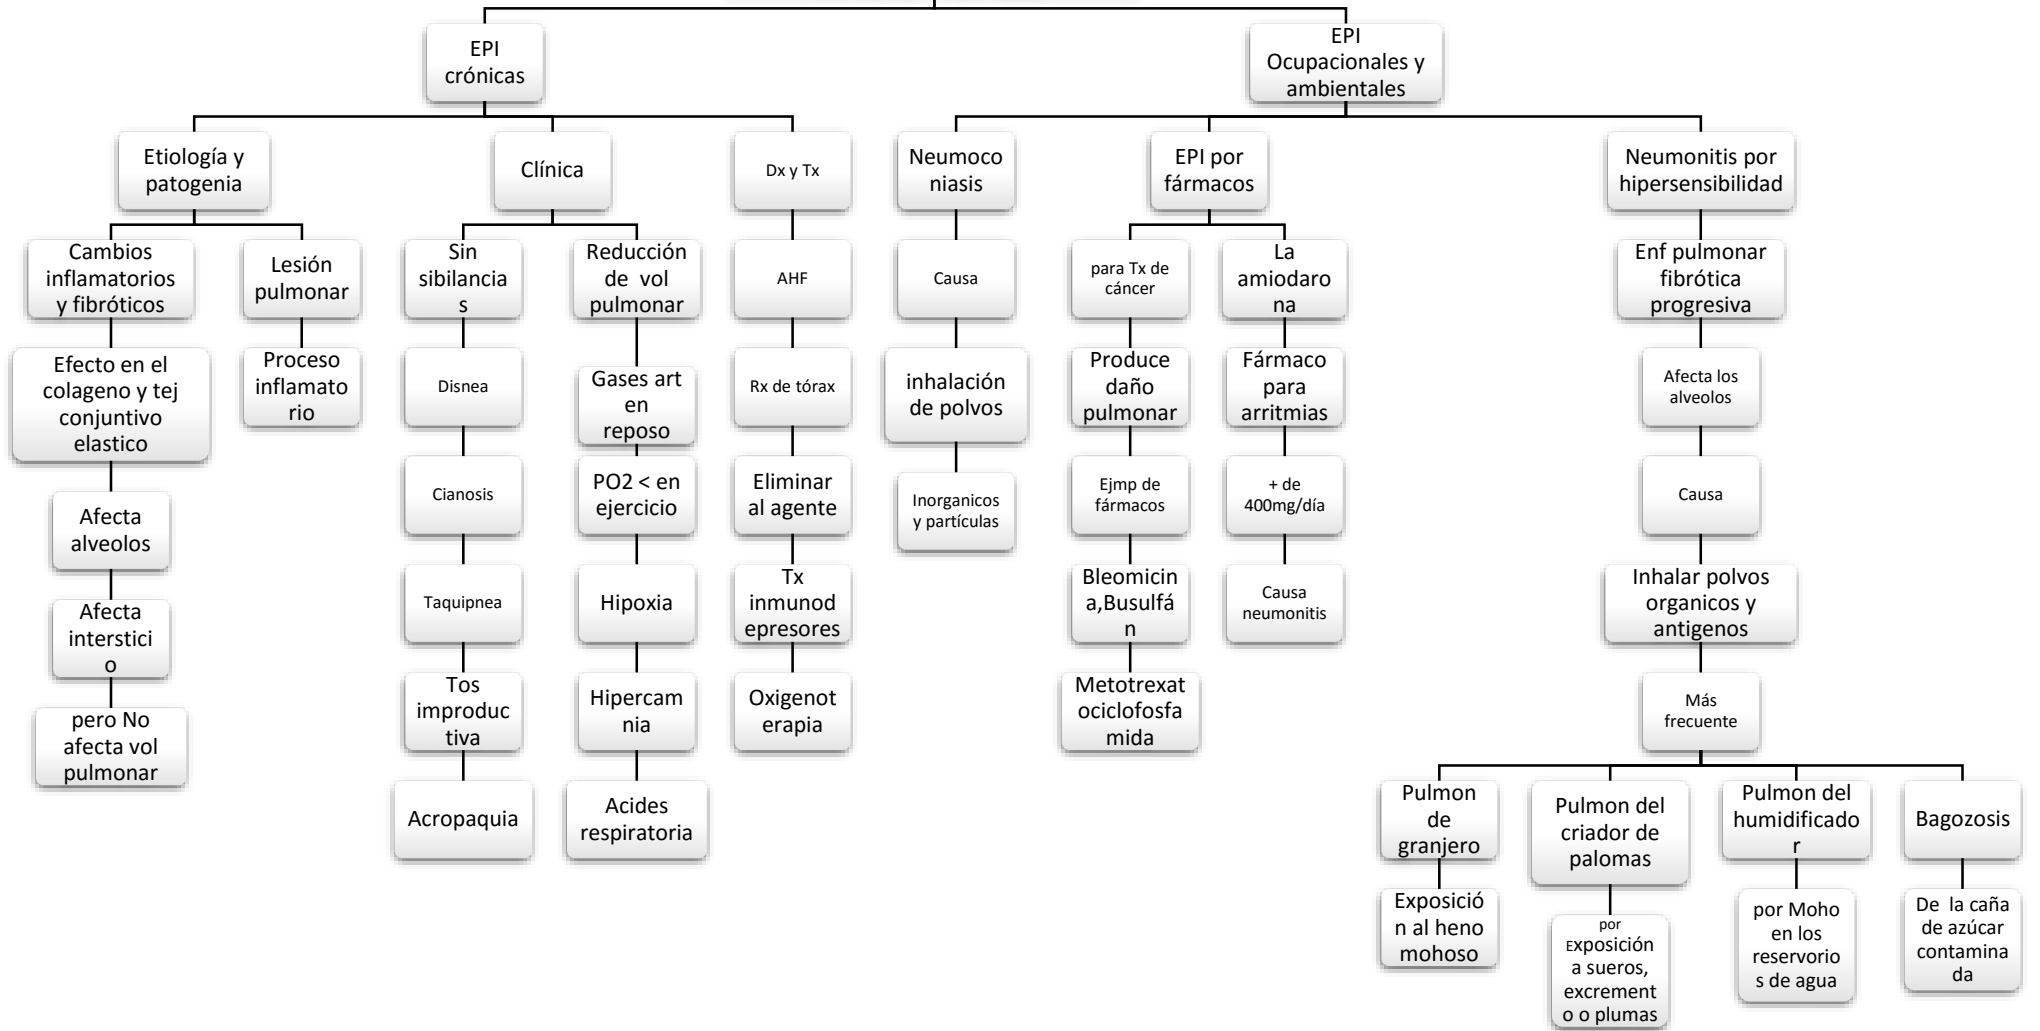 EPI
crónicas
EPI
Ocupacionales y
ambientales
Etiología y
patogenia
Clínica
Dx y Tx
Neumoco
niasis
EPI por
fármacos
Neumonitis por
hipersensibilidad
Cambios
inflamatorios
y fibróticos
Lesión
pulmonar
Sin
sibilancia
s
Reducción
de vol
pulmonar
AHF
Causa
para Tx de
cáncer
La
amiodaro
na
Enf pulmonar
fibrótica
progresiva
Efecto en el
colageno y tej
conjuntivo
elastico
Proceso
inflamato
rio
Disnea
Gases art
en
reposo
Rx de tórax
inhalación
de polvos
Produce
daño
pulmonar
Fármaco
para
arritmias
Afecta los
alveolos
Afecta
alveolos
Cianosis
PO2 < en
ejercicio
Eliminar
al agente
Inorganicos
y partículas
Ejmp de
fármacos
+ de
400mg/día
Causa
Afecta
intersticio
o
Taquipnea
Hipoxia
Tx
inmunod
epresores
Bleomicin
a,Busulfá
n
Causa
neumonitis
Inhalar polvos
organicos y
antigenos
pero No
afecta vol
pulmonar
Tos
improduc
tiva
Hipercam
nia
Oxigenot
erapia
Metotrexat
ociclofosfa
mida
Más
frecuente
Acropaquia
Acides
respiratoria
Pulmon
de
granjero
Pulmon del
criador de
palomas
Pulmon del
humidificado
r
Bagozosis
Exposició
n al heno
mohoso
por
Exposición
a sueros,
excrement
o o plumas
por Moho
en los
reservorio
s de agua
De  la caña
de azúcar
contamina
da